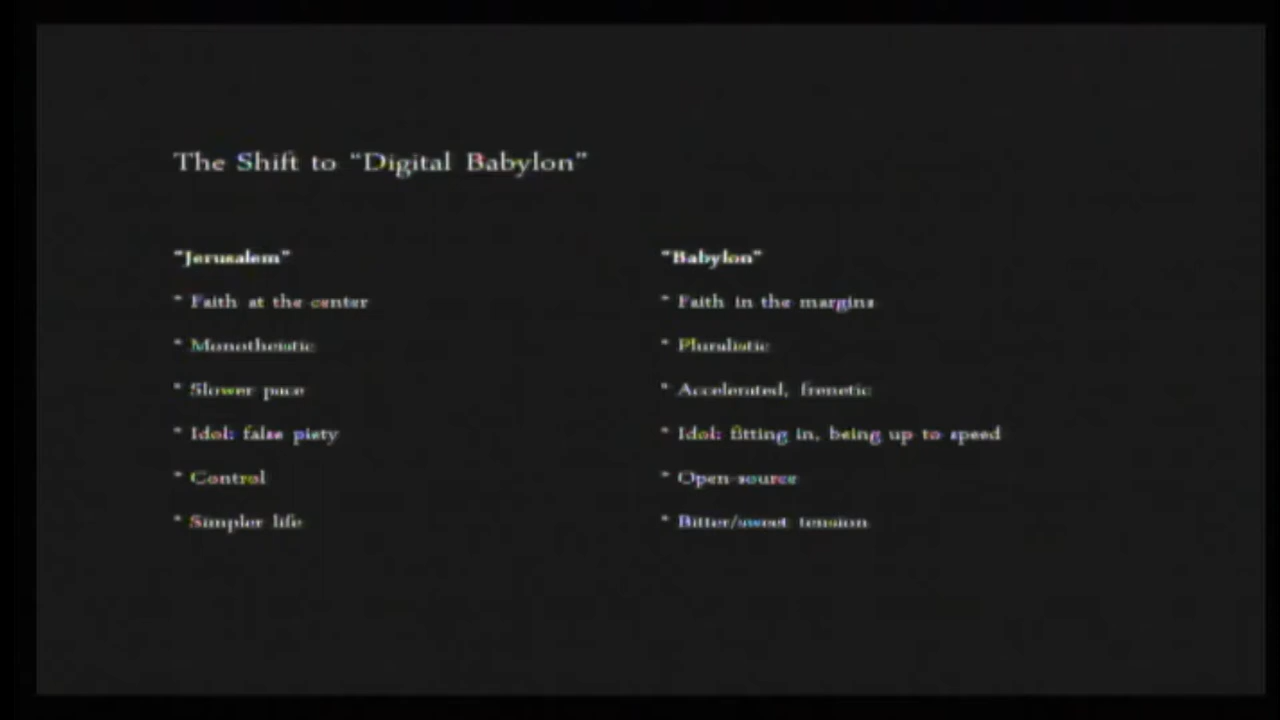 The Shift to “Digital Babylon”
“Jerusalem”
* Faith at the center
* Monotheistic
* Slower pace
* Idol: false piety
* Control
* Simpler life
“Babylon”
* Faith in the margins
* Pluralistic
* Accelerated, frenetic
* Idol: fitting in, being up to speed
* Open-source
* Bitter/sweet tension